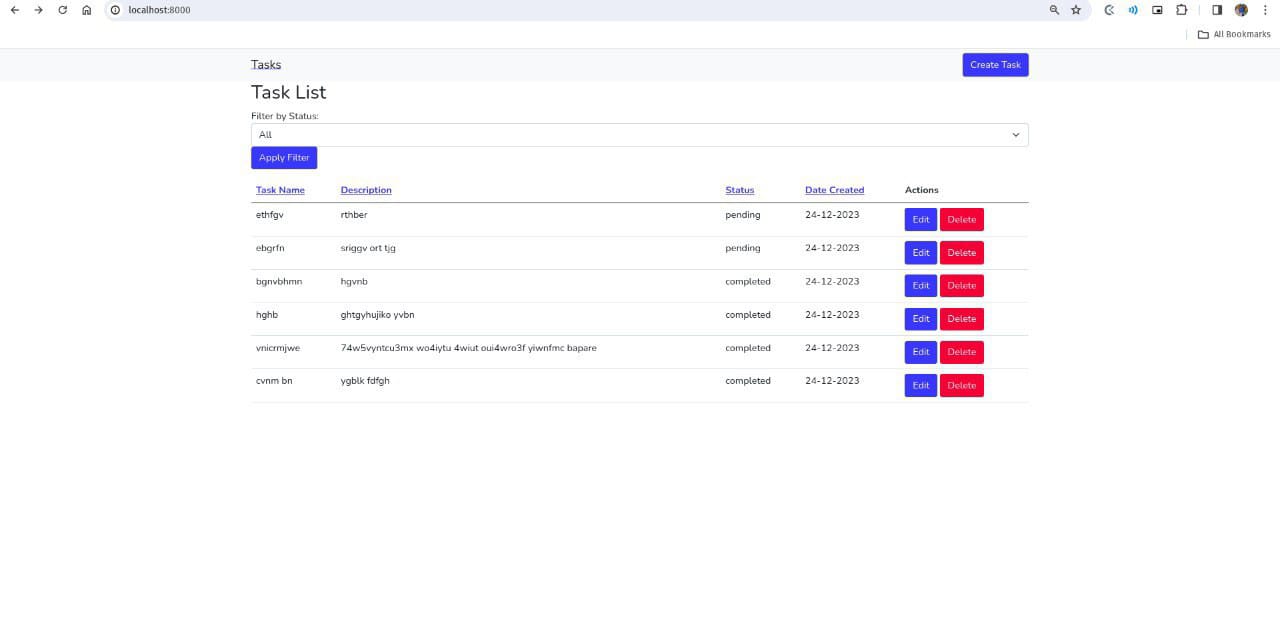 localhost:8000
All Bookmarks
Tasks Create Task
Task List
Filter by Status:
All
Apply Filter
Task Name Description Status Date Created Actions
ethfgv rthber pending 24-12-2023 Edit Delete
ebgrfn sriggv ort tjg pending 24-12-2023 Edit Delete
bgnvbhmn hgvnb completed 24-12-2023 Edit Delete
hghb ghtgyhujiko yvbn completed 24-12-2023 Edit Delete
vnicrmjwe 74w5vyntcu3mx wo4iytu 4wiut oui4wro3f yiwnfmc bapare completed 24-12-2023 Edit Delete
cvnm bn ygblk fdfgh completed 24-12-2023 Edit Delete